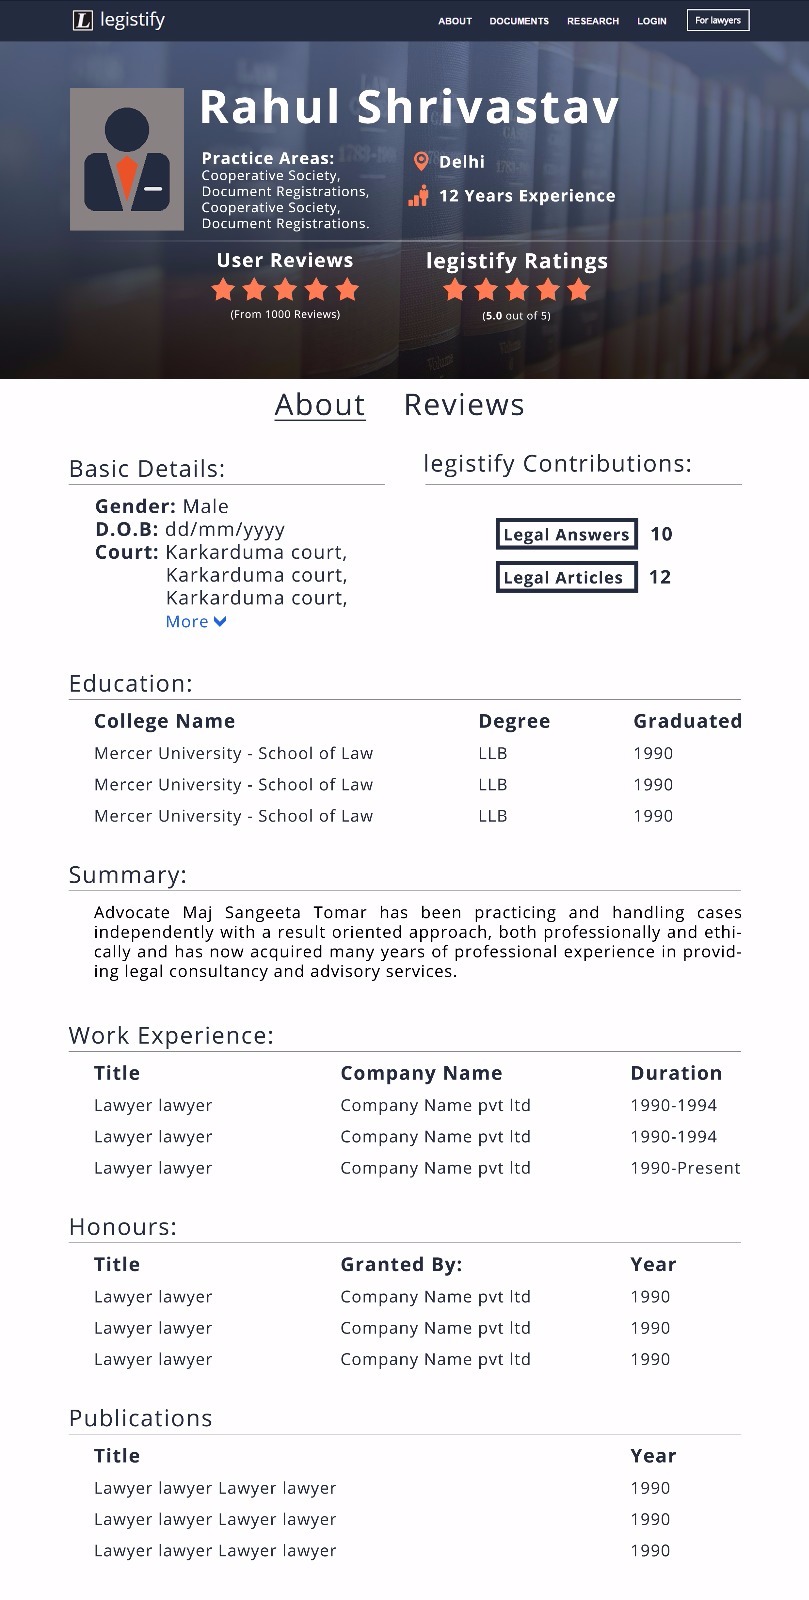 L legistify
ABOUT DOCUMENTS RESEARCH LOGIN For lawyers
Rahul Shrivastav
Practice Areas:
Cooperative Society,
Document Registrations,
Cooperative Society,
Document Registrations.
Delhi
12 Years Experience
User Reviews
(From 1000 Reviews)
legistify Ratings
(5.0 out of 5)
About Reviews
Basic Details:
Gender: Male
D.O.B: dd/mm/yyyy
Court: Karkarduma court,
Karkarduma court,
Karkarduma court,
More
legistify Contributions:
Legal Answers 10
Legal Articles 12
Education:
College Name Degree Graduated
Mercer University - School of Law LLB 1990
Mercer University - School of Law LLB 1990
Mercer University - School of Law LLB 1990
Summary:
Advocate Maj Sangeeta Tomar has been practicing and handling cases
independently with a result oriented approach, both professionally and ethi-
cally and has now acquired many years of professional experience in provid-
ing legal consultancy and advisory services.
Work Experience:
Title Company Name Duration
Lawyer lawyer Company Name pvt ltd 1990-1994
Lawyer lawyer Company Name pvt ltd 1990-1994
Lawyer lawyer Company Name pvt ltd 1990-Present
Honours:
Title Granted By: Year
Lawyer lawyer Company Name pvt ltd 1990
Lawyer lawyer Company Name pvt ltd 1990
Lawyer lawyer Company Name pvt ltd 1990
Publications
Title Year
Lawyer lawyer Lawyer lawyer 1990
Lawyer lawyer Lawyer lawyer 1990
Lawyer lawyer Lawyer lawyer 1990